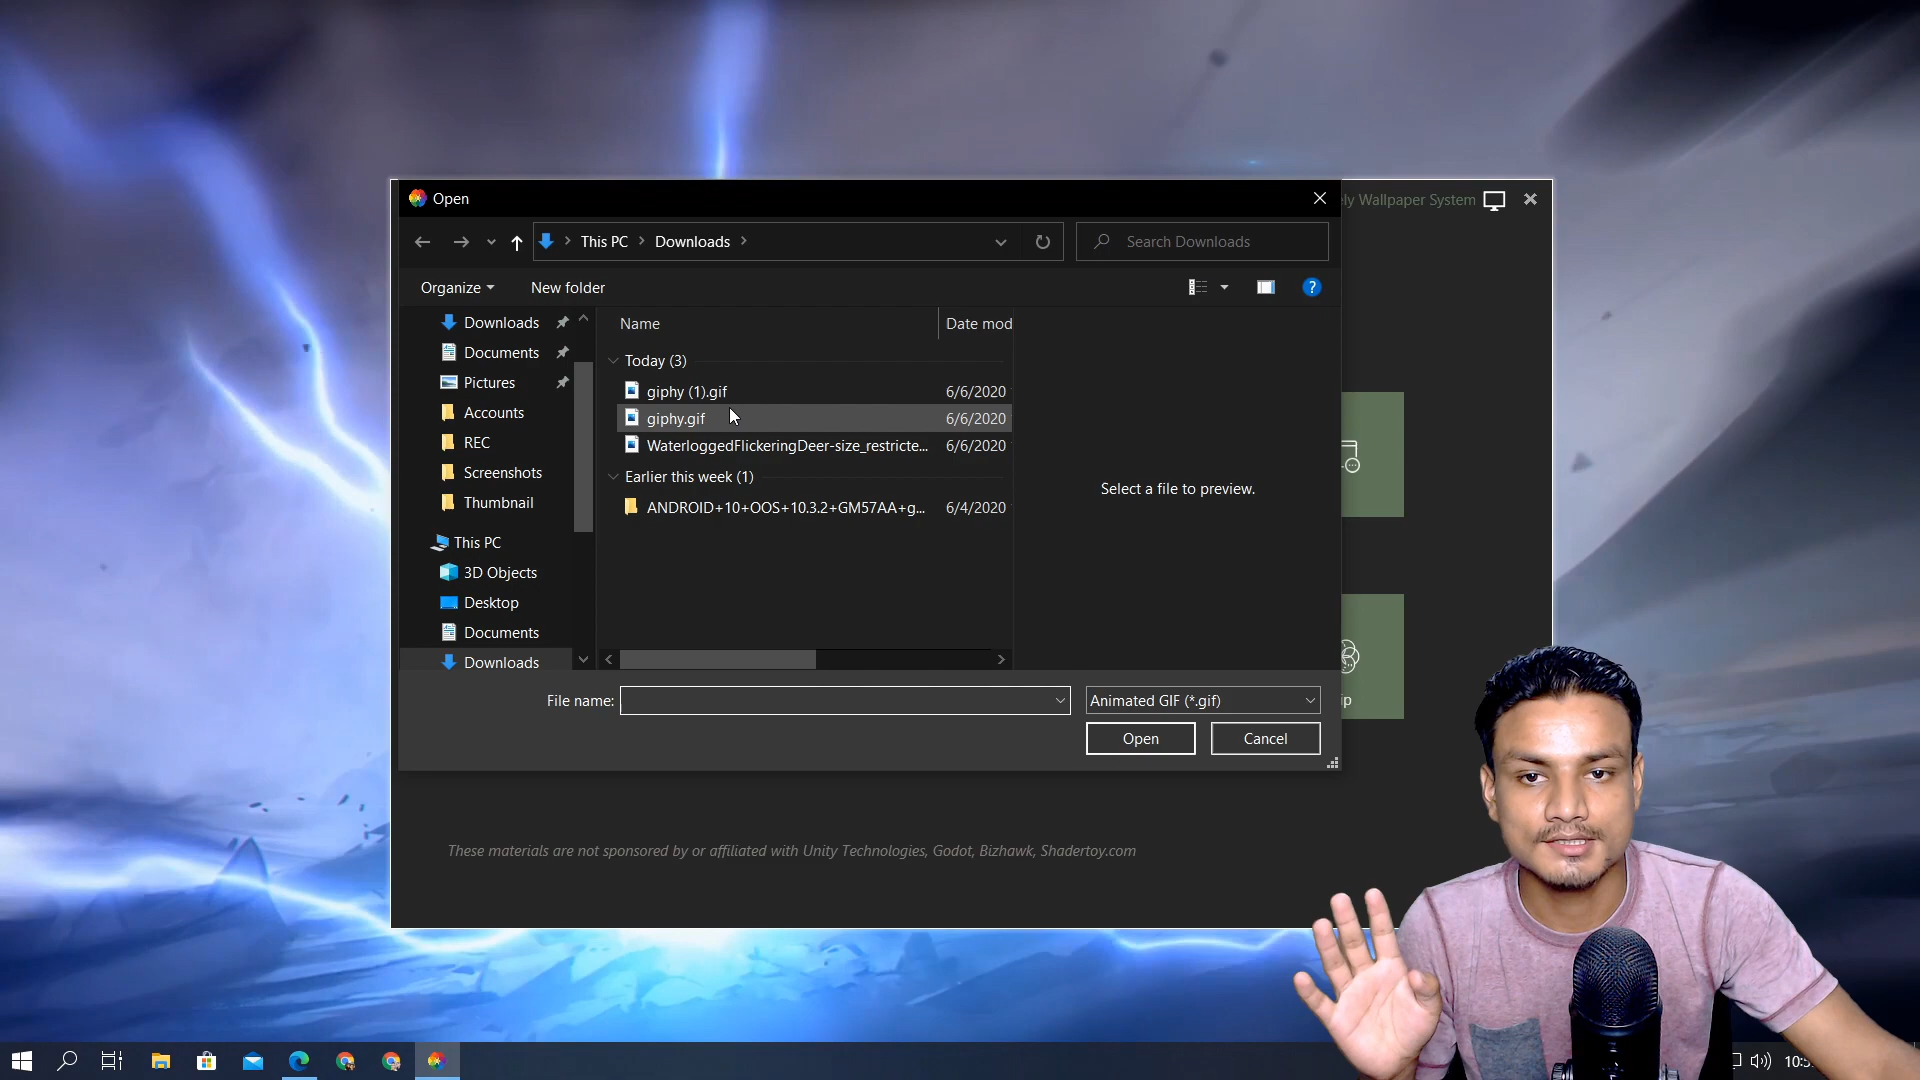 Open
ly Wallpaper System
This PC
Downloads
Search Downloads
Organize
New folder
?
Downloads
Documents
Pictures
Accounts
REC
Screenshots
Thumbnail
This PC
3D Objects
Desktop
Documents
Downloads
Name
Date mod
Today (3)
giphy (1).gif
6/6/2020
giphy.gif
6/6/2020
WaterloggedFlickeringDeer-size_restricte...
6/6/2020
Earlier this week (1)
ANDROID+10+OOS+10.3.2+GM57AA+g...
6/4/2020
Select a file to preview.
File name:
Animated GIF (*.gif)
Open
Cancel
ip
These materials are not sponsored by or affiliated with Unity Technologies, Godot, Bizhawk, Shadertoy.com